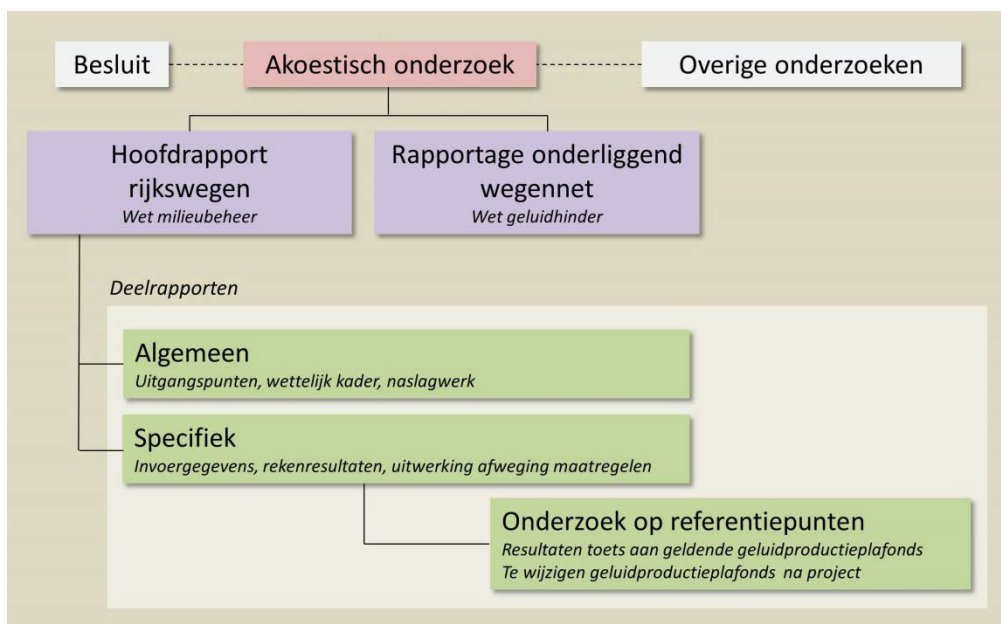 Besluit
Akoestisch onderzoek
Overige onderzoeken
Hoofdrapport
rijkswegen
Wet milieubeheer
Rapportage onderliggend
wegennet
Wet geluidhinder
Deelrapporten
Algemeen
Uitgangspunten, wettelijk kader, naslagwerk
Specifiek
Invoergegevens, rekenresultaten, uitwerking afweging maatregelen
Onderzoek op referentiepunten
Resultaten toets aan geldende geluidproductieplafonds
Te wijzigen geluidproductieplafonds na project